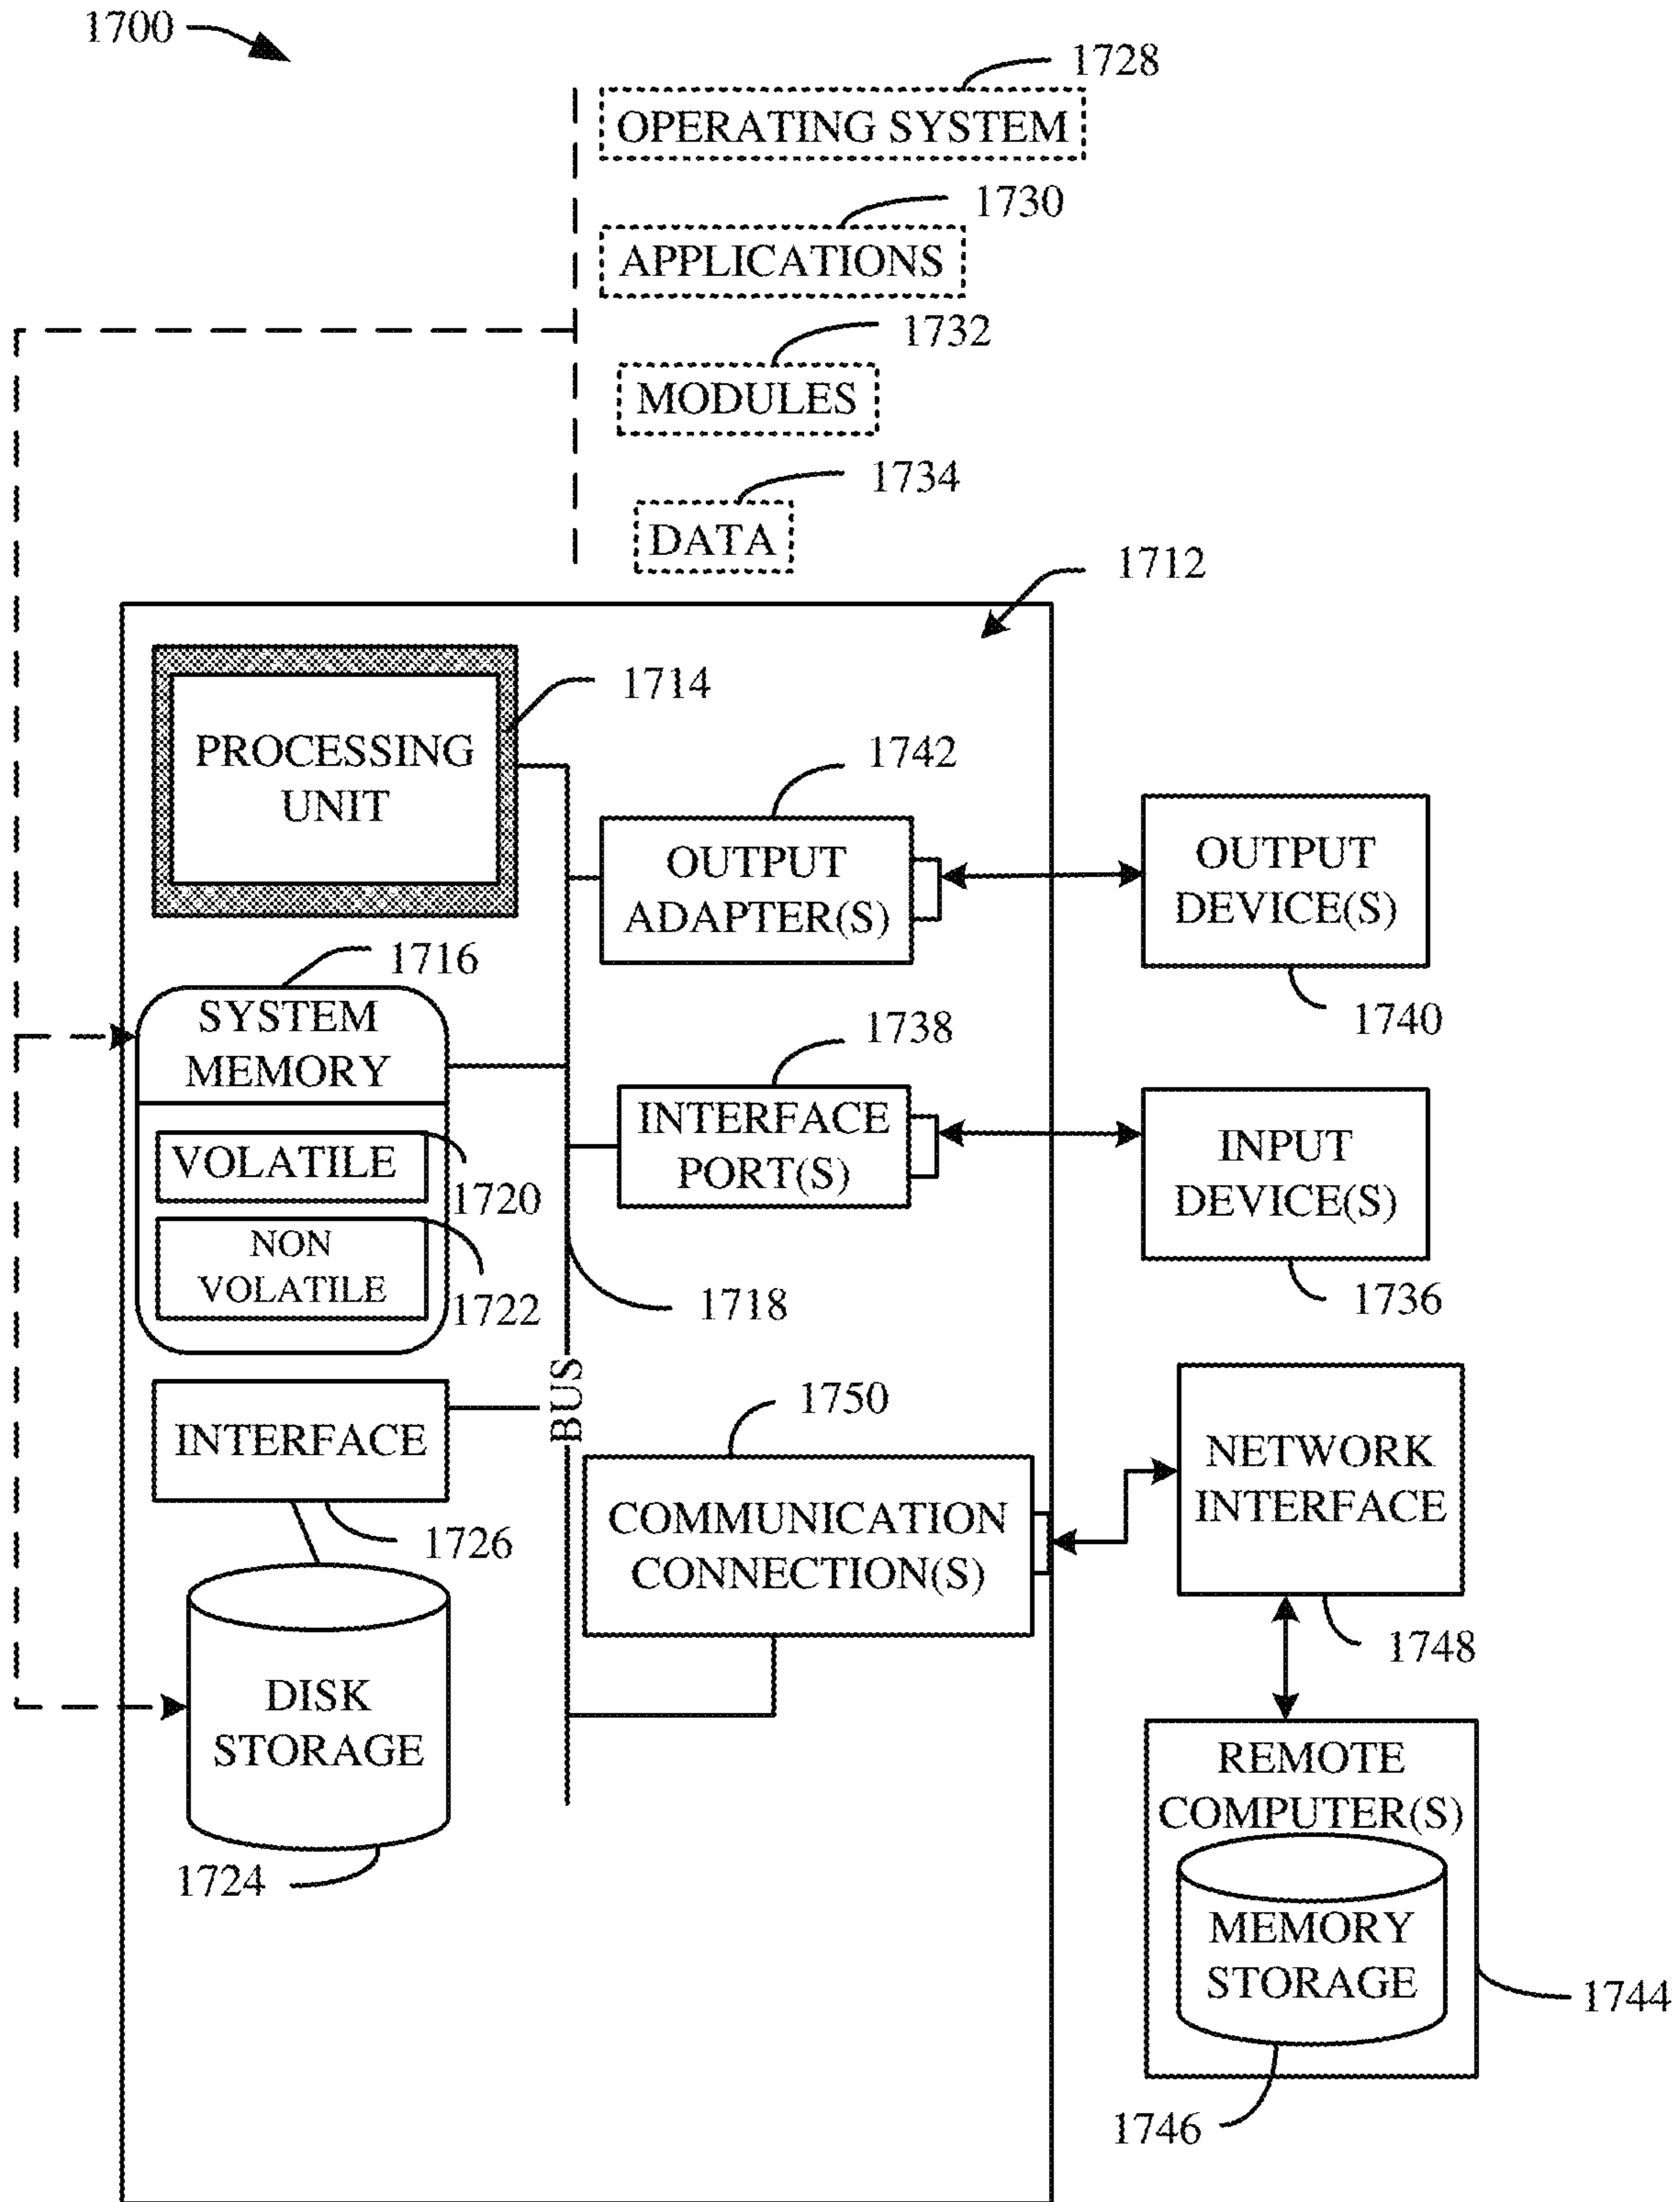 1700
1728
OPERATING SYSTEM
1730
APPLICATIONS
1732
MODULES
1734
DATA
1712
PROCESSING
UNIT
1714
1742
OUTPUT
ADAPTER(S)
OUTPUT
DEVICE(S)
1740
1716
SYSTEM
MEMORY
VOLATILE
1720
NON
VOLATILE
1722
1738
INTERFACE
PORT(S)
INPUT
DEVICE(S)
1736
1718
BUS
INTERFACE
1726
1750
COMMUNICATION
CONNECTION(S)
NETWORK
INTERFACE
1748
DISK
STORAGE
1724
REMOTE
COMPUTER(S)
MEMORY
STORAGE
1744
1746